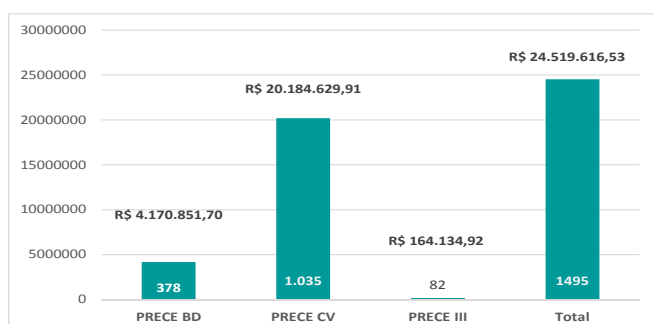 30000000
25000000
20000000
15000000
10000000
5000000
0
R$ 4.170.851,70
R$ 20.184.629,91
R$ 164.134,92
R$ 24.519.616,53
378
1.035
82
1495
PRECE BD
PRECE CV
PRECE III
Total